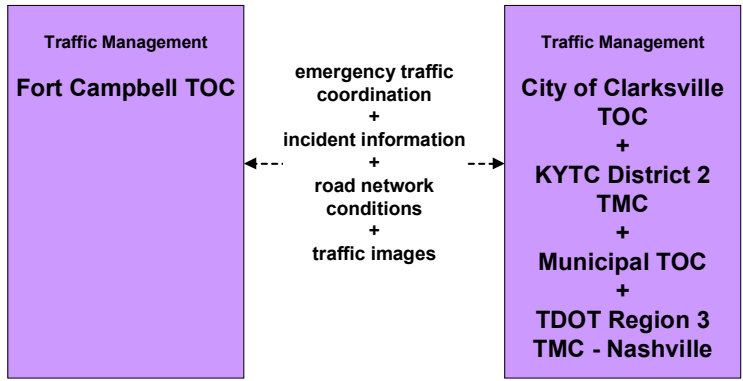 Traffic Management
Fort Campbell TOC
emergency traffic
coordination
+
incident information
+
road network
conditions
+
traffic images
Traffic Management
City of Clarksville
TOC
+
KYTC District 2
TMC
+
Municipal TOC
+
TDOT Region 3
TMC - Nashville